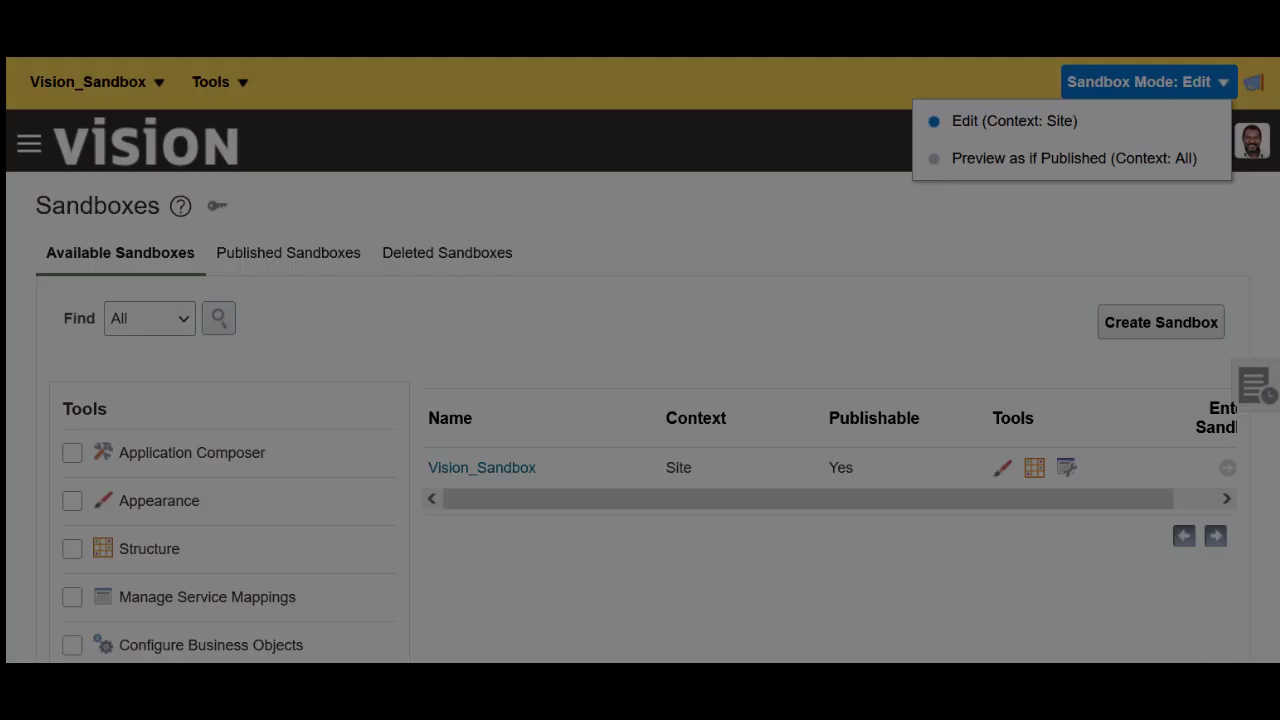 Vision_Sandbox Tools Sandbox Mode: Edit
Edit (Context: Site)
Preview as if Published (Context: All)
VISION
Sandboxes ?
Available Sandboxes Published Sandboxes Deleted Sandboxes
Find All
Create Sandbox
Tools
Application Composer
Appearance
Structure
Manage Service Mappings
Configure Business Objects
Name Context Publishable Tools
Vision_Sandbox Site Yes